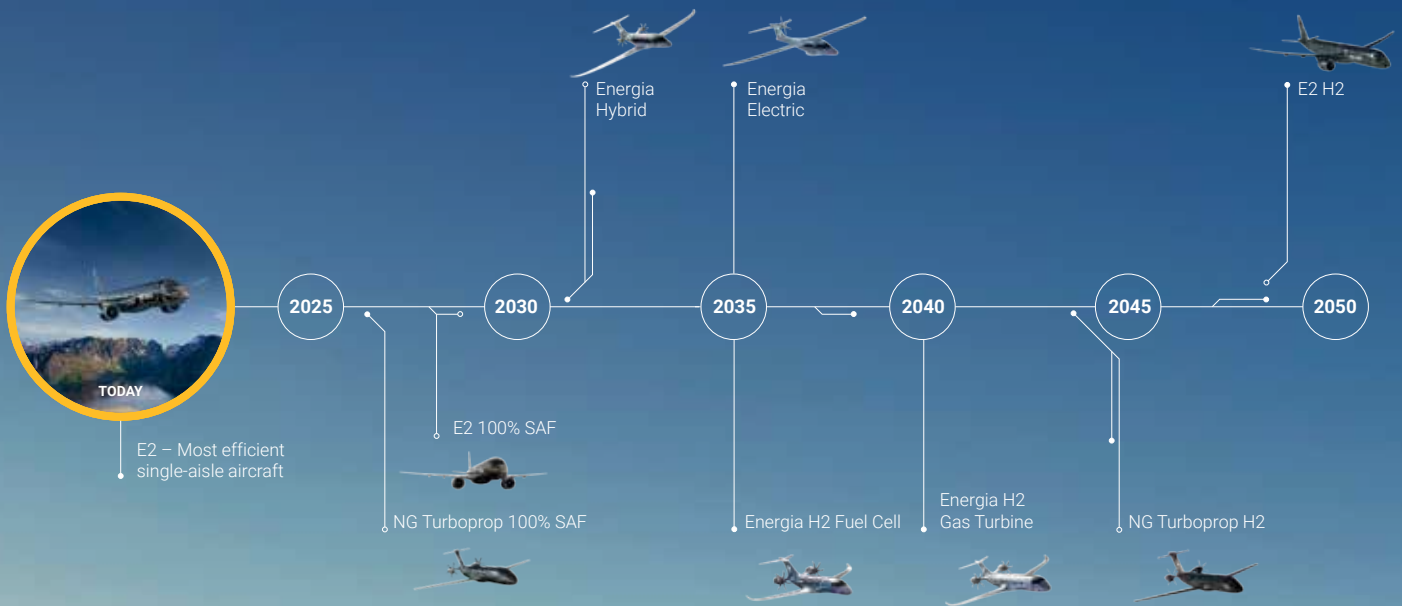 Energia
Hybrid
Energia
Electric
E2 H2
2025
2030
2035
2040
2045
2050
TODAY
E2 – Most efficient
single-aisle aircraft
E2 100% SAF
NG Turboprop 100% SAF
Energia H2 Fuel Cell
Energia H2
Gas Turbine
NG Turboprop H2